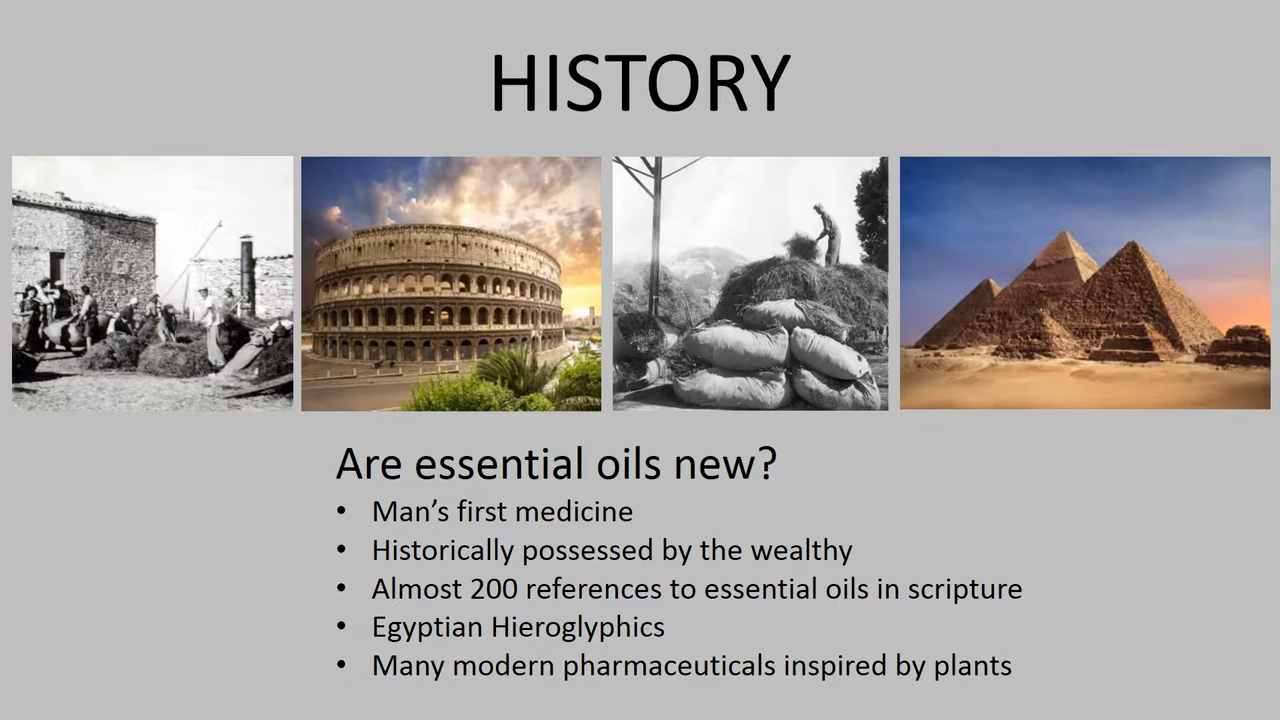 HISTORY
Are essential oils new?
• Man’s first medicine
• Historically possessed by the wealthy
• Almost 200 references to essential oils in scripture
• Egyptian Hieroglyphics
• Many modern pharmaceuticals inspired by plants